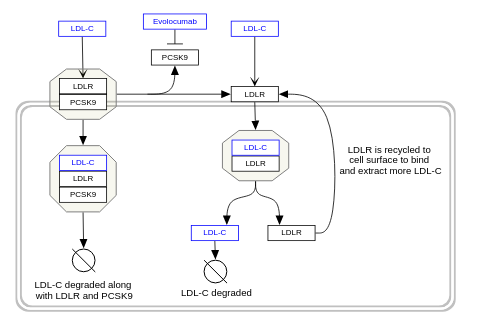 LDL-C
Evolocumab
LDL-C
PCSK9
LDLR
PCSK9
LDLR
LDL-C
LDLR
PCSK9
LDL-C
LDLR
LDLR is recycled to
cell surface to bind
and extract more LDL-C
LDL-C
LDLR
LDL-C degraded along
with LDLR and PCSK9
LDL-C degraded